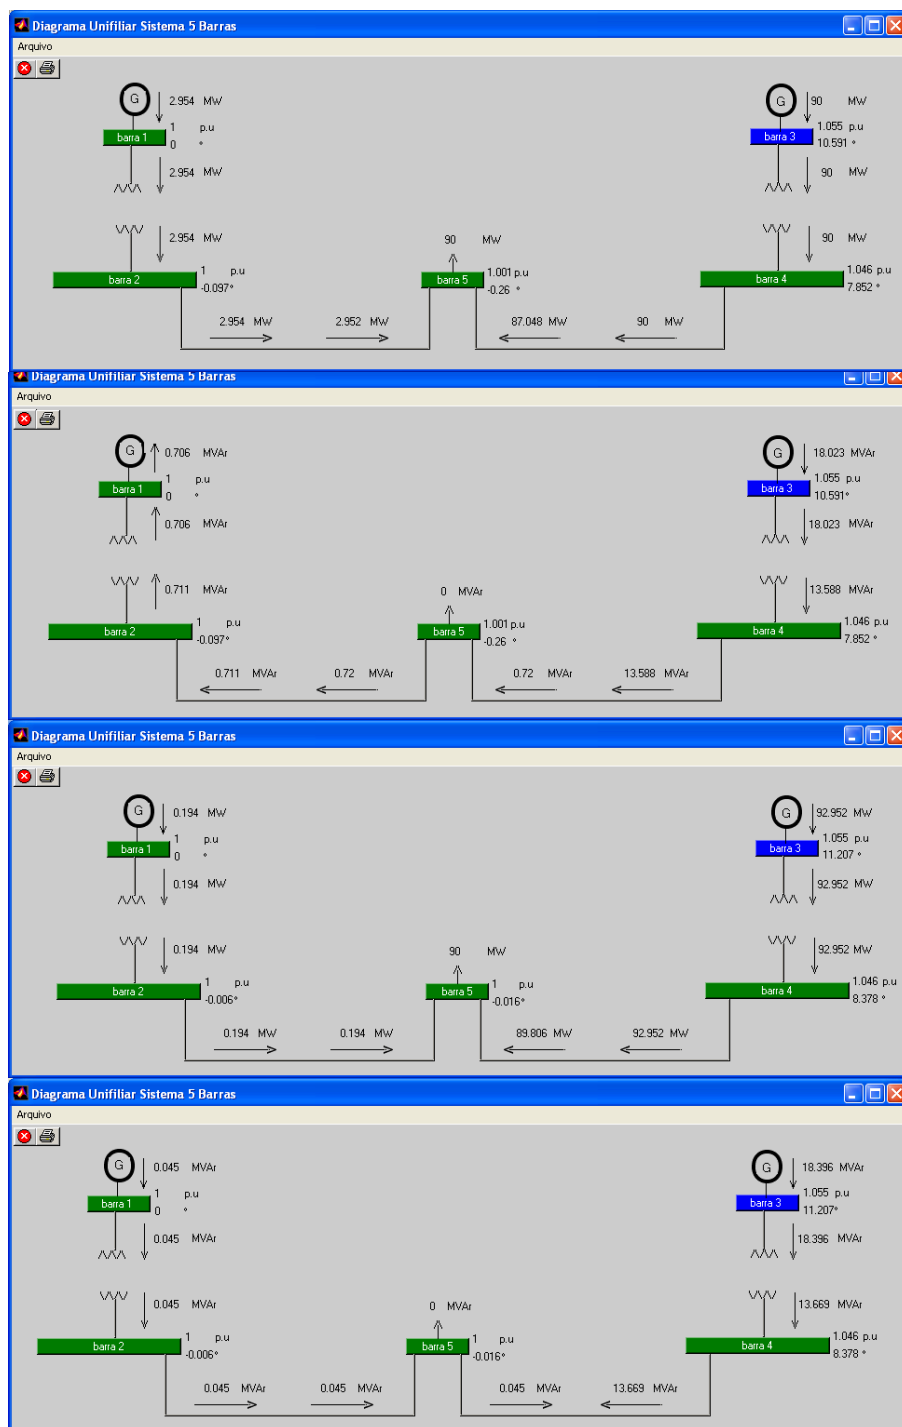 Diagrama Unifiliar Sistema 5 Barras
Arquivo
G 2.954 MW G 90 MW
barra 1 1 p.u barra 3 1.055 p.u
0 ° 10.591 °
2.954 MW 90 MW
2.954 MW 90 MW 90 MW
barra 2 1 p.u barra 5 1.001 p.u barra 4 1.046 p.u
-0.097° -0.26 ° 7.852 °
2.954 MW 2.952 MW 87.048 MW 90 MW
Diagrama Unifiliar Sistema 5 Barras
Arquivo
G 0.706 MVAr G 18.023 MVAr
barra 1 1 p.u barra 3 1.055 p.u
0 ° 10.591°
0.706 MVAr 18.023 MVAr
0.711 MVAr 0 MVAr 13.588 MVAr
barra 2 1 p.u barra 5 1.001 p.u barra 4 1.046 p.u
-0.097° -0.26 ° 7.852 °
0.711 MVAr 0.72 MVAr 0.72 MVAr 13.588 MVAr
Diagrama Unifiliar Sistema 5 Barras
Arquivo
G 0.194 MW G 92.952 MW
barra 1 1 p.u barra 3 1.055 p.u
0 ° 11.207 °
0.194 MW 92.952 MW
0.194 MW 90 MW 92.952 MW
barra 2 1 p.u barra 5 1 p.u barra 4 1.046 p.u
-0.006° -0.016 ° 8.378 °
0.194 MW 0.194 MW 89.806 MW 92.952 MW
Diagrama Unifiliar Sistema 5 Barras
Arquivo
G 0.045 MVAr G 18.396 MVAr
barra 1 1 p.u barra 3 1.055 p.u
0 ° 11.207°
0.045 MVAr 18.396 MVAr
0.045 MVAr 0 MVAr 13.669 MVAr
barra 2 1 p.u barra 5 1 p.u barra 4 1.046 p.u
-0.006° -0.016 ° 8.378 °
0.045 MVAr 0.045 MVAr 0.045 MVAr 13.669 MVAr